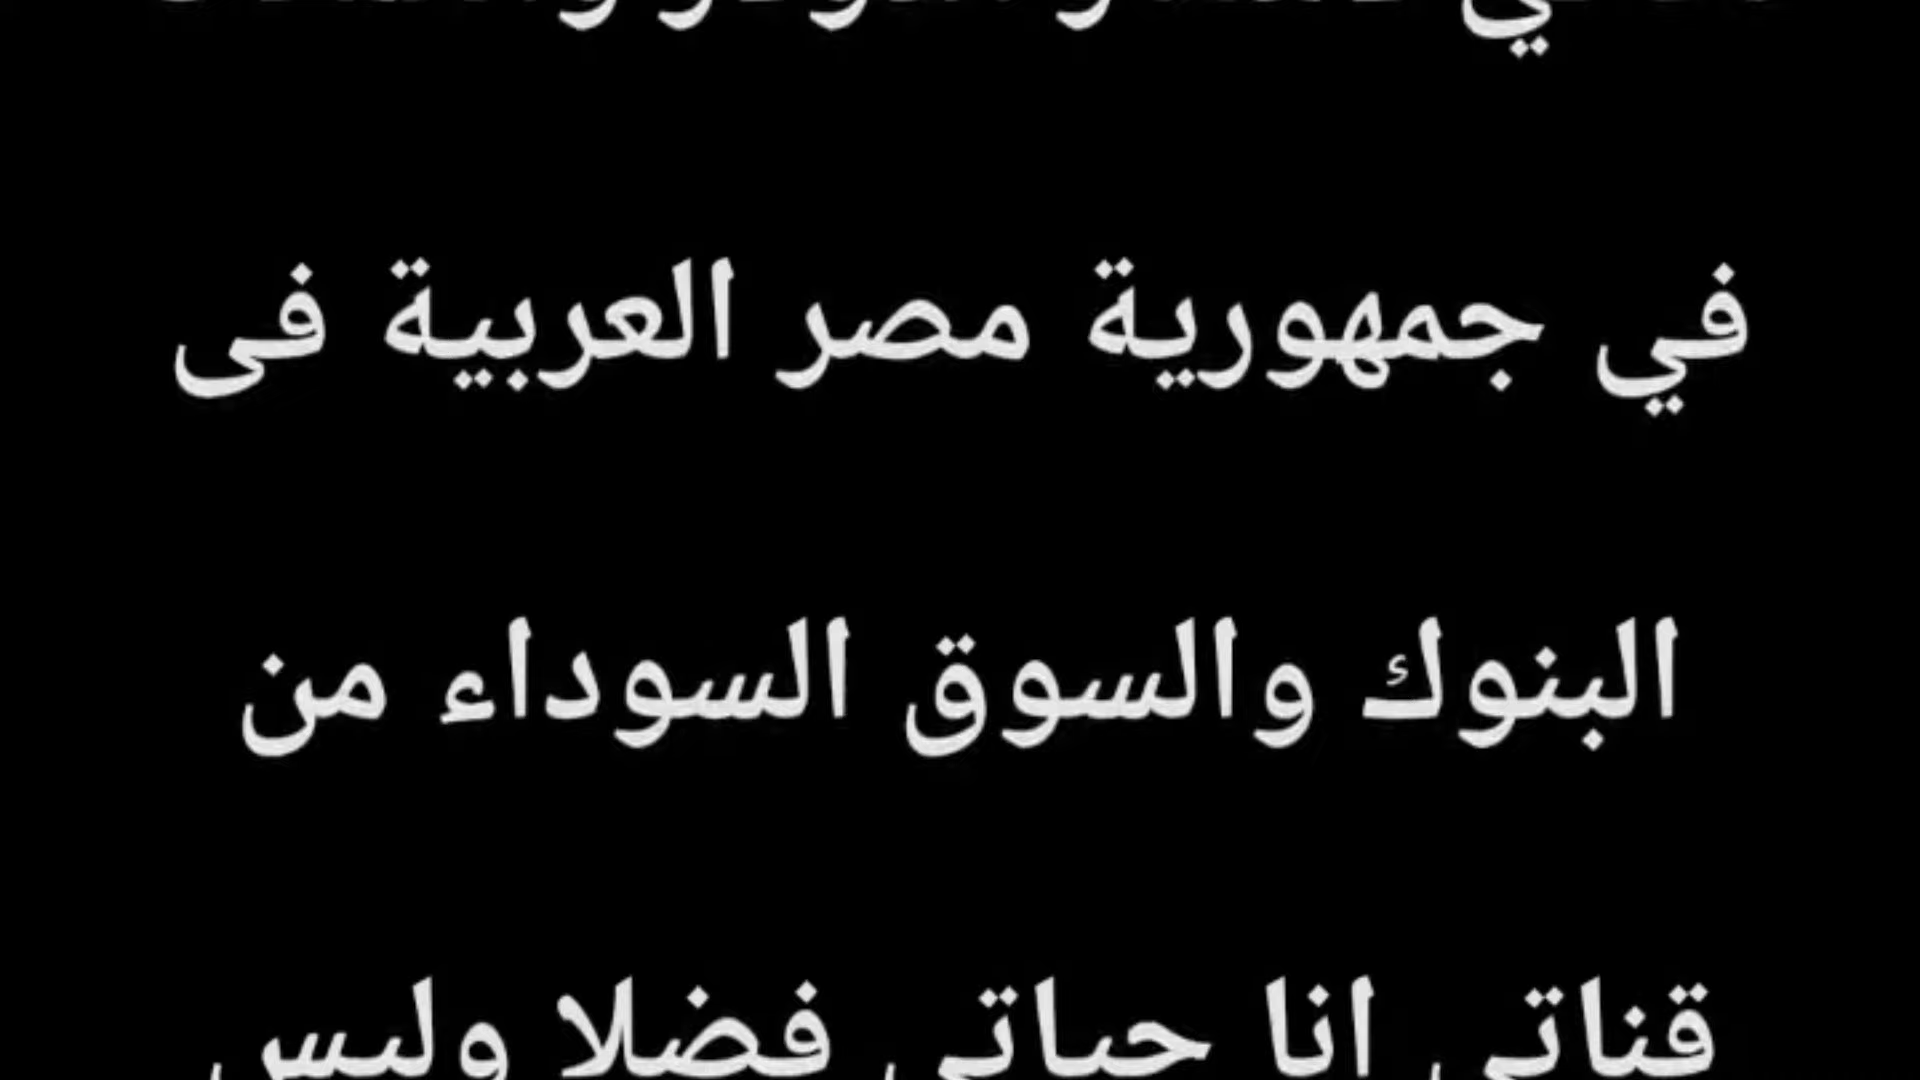 في جمهورية مصر العربية فى
البنوك والسوق السوداء من
قناتي انا حياتي فضلا وليس